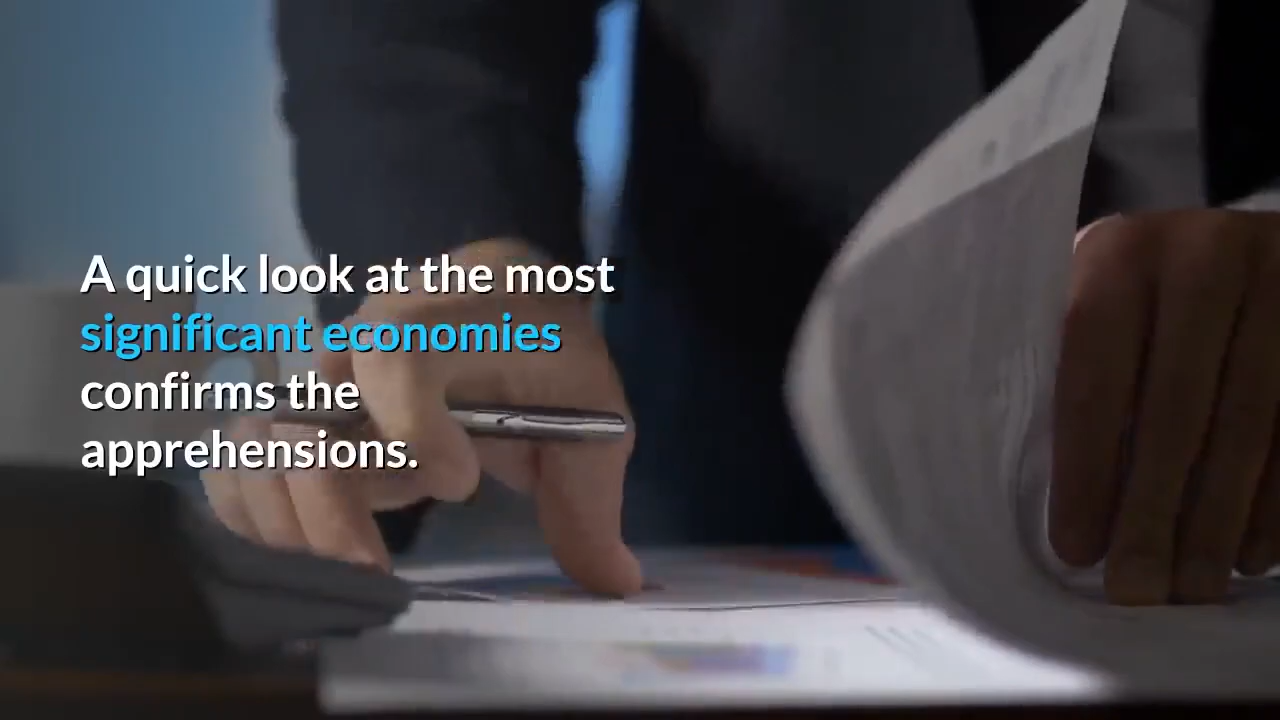 A quick look at the most
significant economies
confirms the
apprehensions.